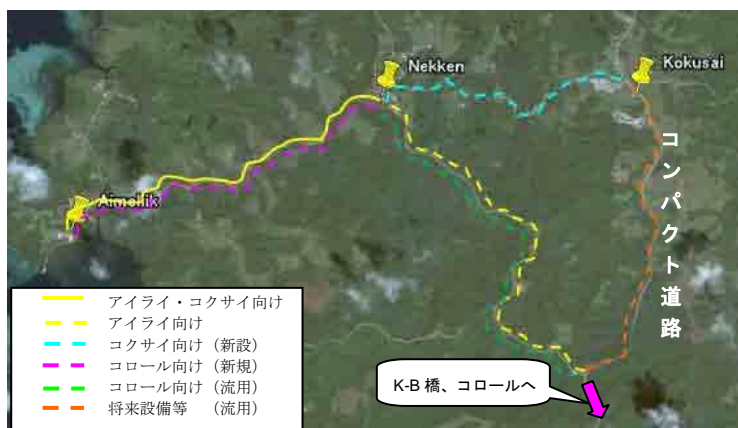 Nekken
Kokusai
Aimeliik
コンパクト道路
アイライ・コクサイ向け
アイライ向け
コクサイ向け（新設）
コロール向け（新規）
コロール向け（流用）
将来設備等 （流用）
K-B 橋、コロールへ